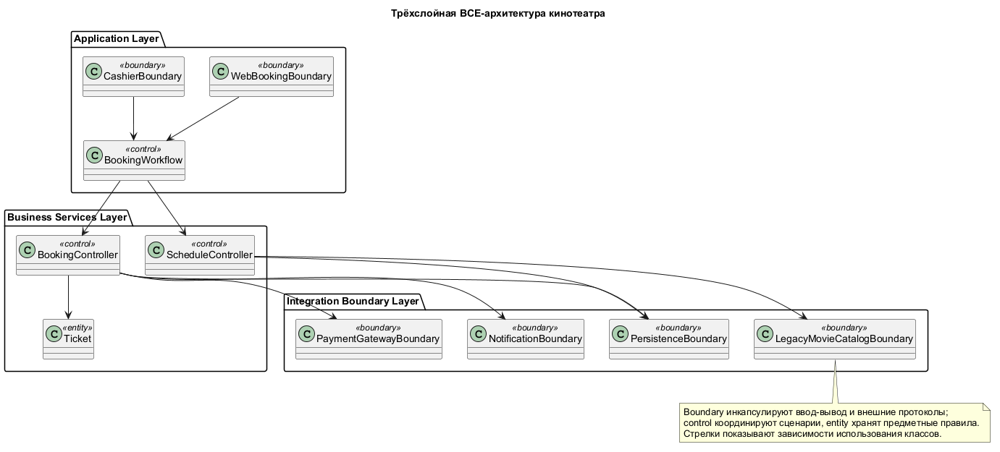 Трёхслойная BCE-архитектура кинотеатра
Application Layer
C «boundary» CashierBoundary
C «boundary» WebBookingBoundary
C «control» BookingWorkflow
Business Services Layer
C «control» BookingController
C «control» ScheduleController
C «entity» Ticket
Integration Boundary Layer
C «boundary» PaymentGatewayBoundary
C «boundary» NotificationBoundary
C «boundary» PersistenceBoundary
C «boundary» LegacyMovieCatalogBoundary
Boundary инкапсулируют ввод-вывод и внешние протоколы;
control координируют сценарии, entity хранят предметные правила.
Стрелки показывают зависимости использования классов.